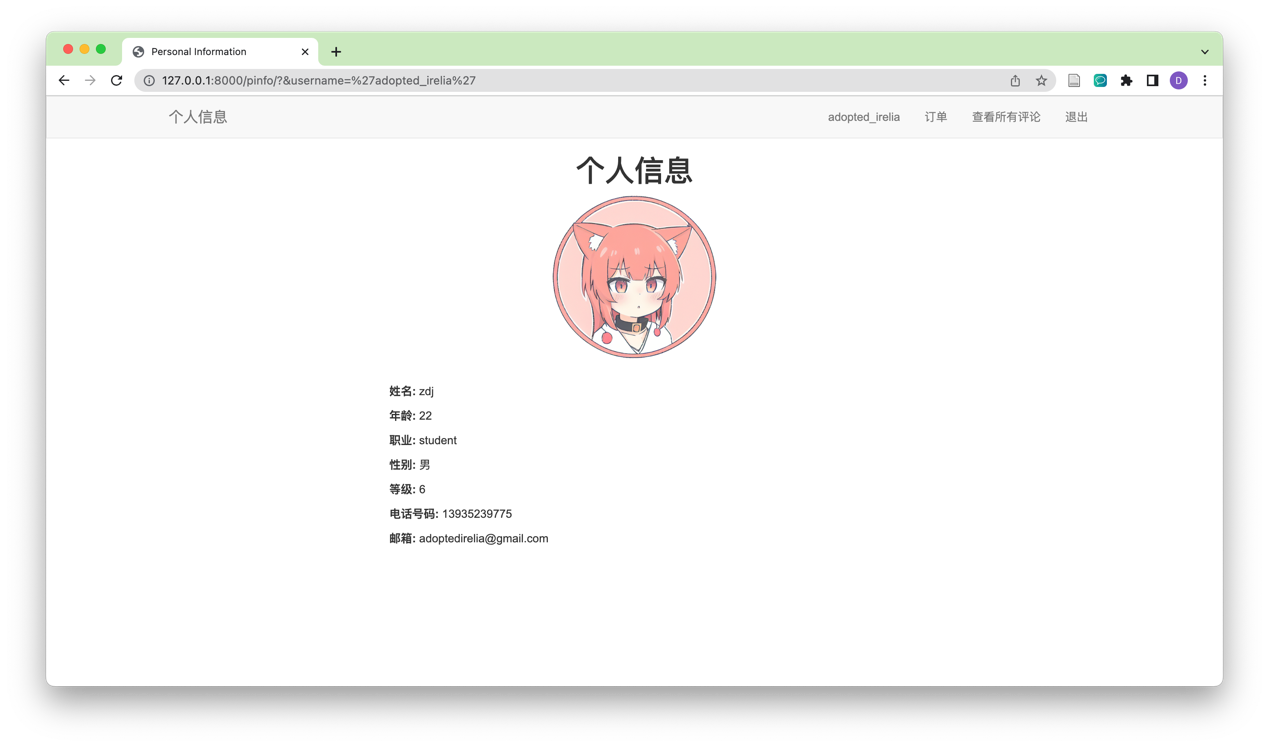 Personal Information
127.0.0.1:8000/pinfo/?&username=%27adopted_irelia%27
D
个人信息 adopted_irelia 订单 查看所有评论 退出
个人信息
姓名: zdj
年龄: 22
职业: student
性别: 男
等级: 6
电话号码: 13935239775
邮箱: adoptedirelia@gmail.com